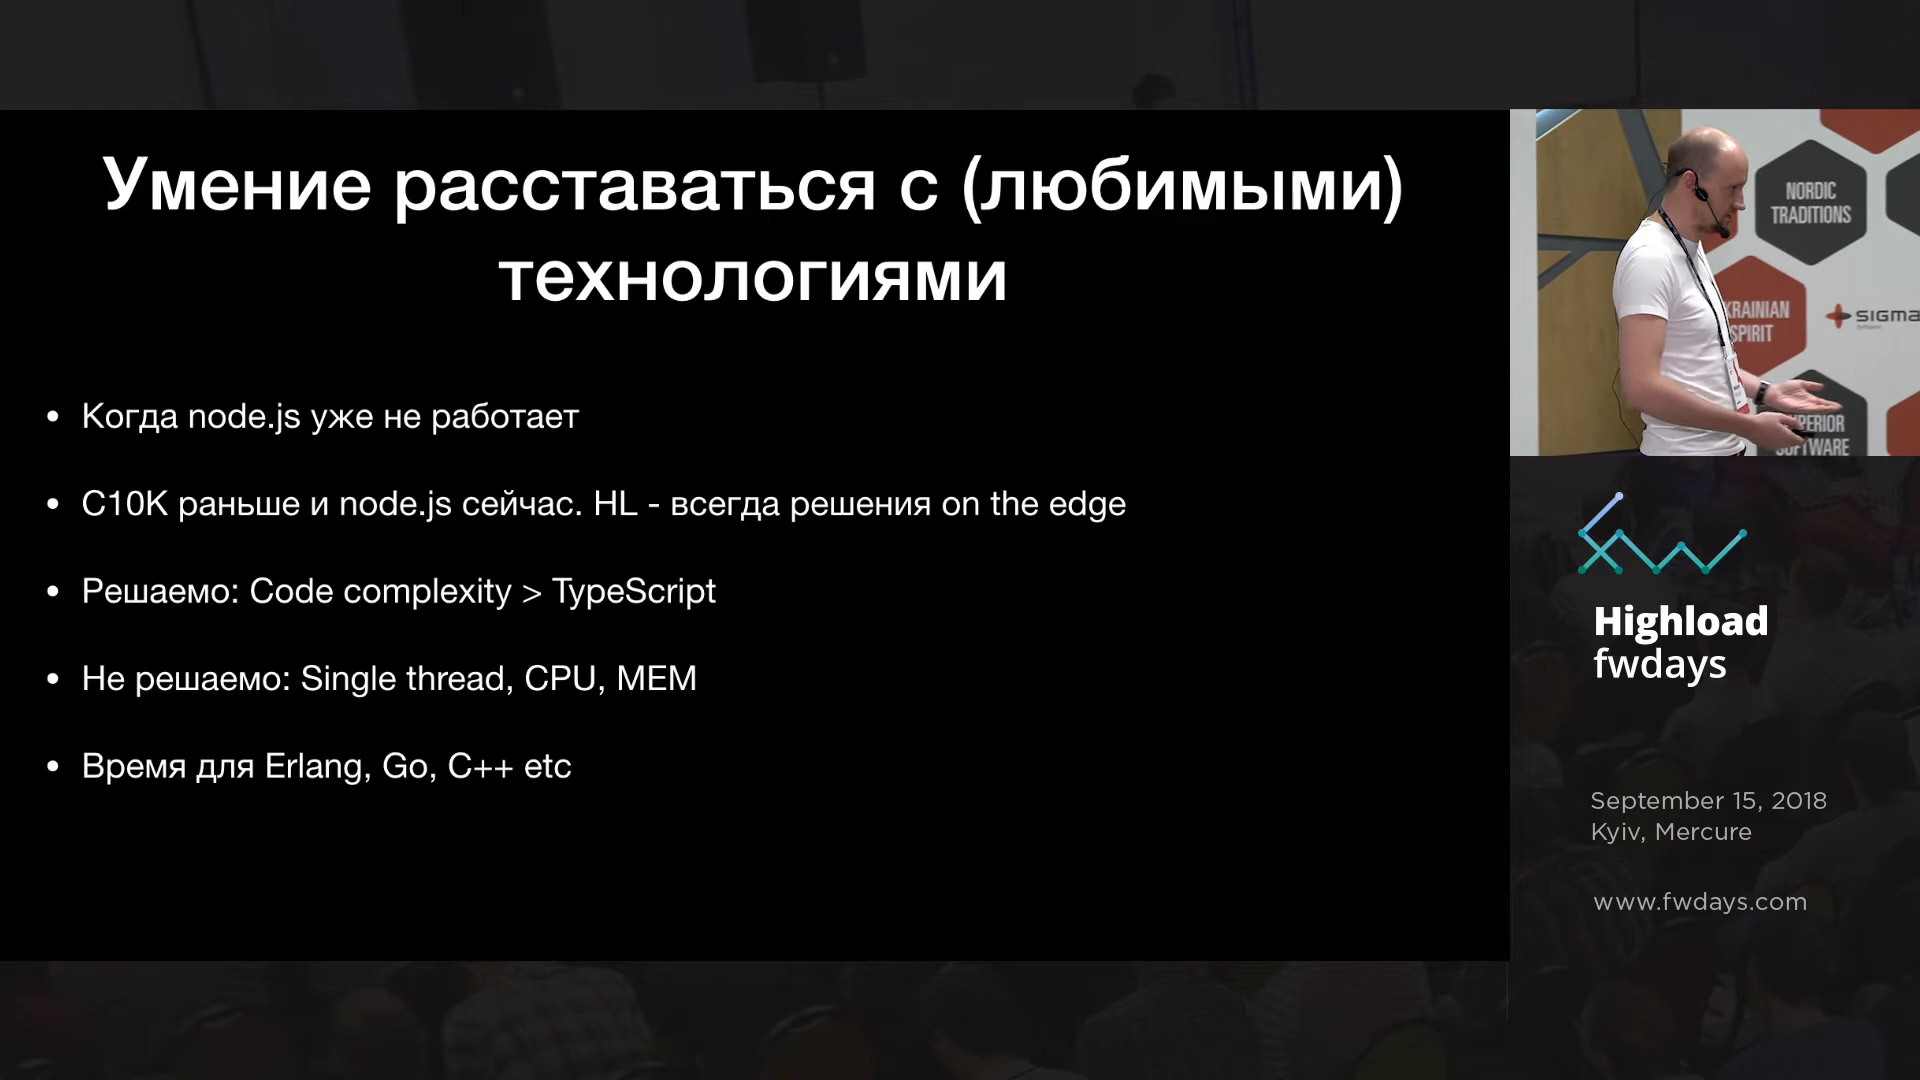 Умение расставаться с (любимыми)
технологиями
• Когда node.js уже не работает
• C10K раньше и node.js сейчас. HL - всегда решения on the edge
• Решаемо: Code complexity > TypeScript
• Не решаемо: Single thread, CPU, MEM
• Время для Erlang, Go, C++ etc
NORDIC
TRADITIONS
KRAINIAN
SPIRIT
SIGMA
PERIOR
SOFTWARE
Highload
fwdays
September 15, 2018
Kyiv, Mercure
www.fwdays.com